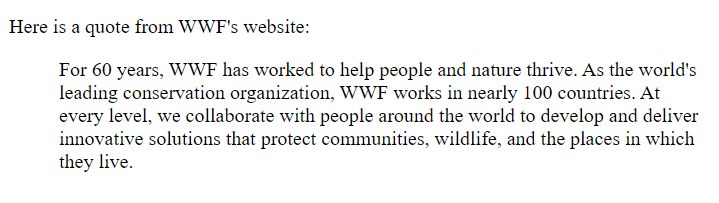 Here is a quote from WWF's website:
For 60 years, WWF has worked to help people and nature thrive. As the world's
leading conservation organization, WWF works in nearly 100 countries. At
every level, we collaborate with people around the world to develop and deliver
innovative solutions that protect communities, wildlife, and the places in which
they live.